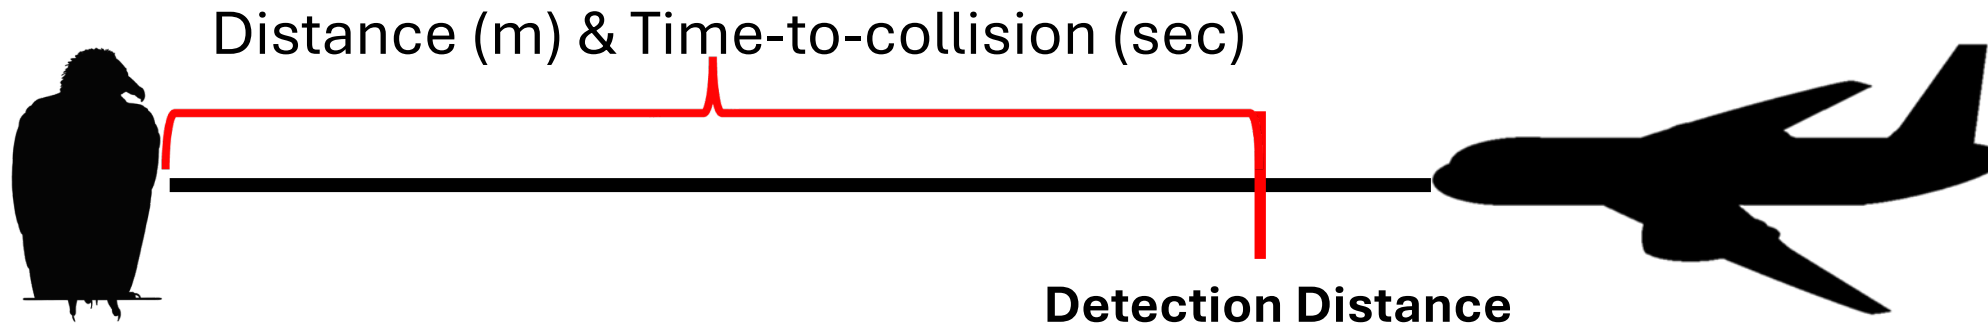 Distance (m) & Time-to-collision (sec)
Detection Distance